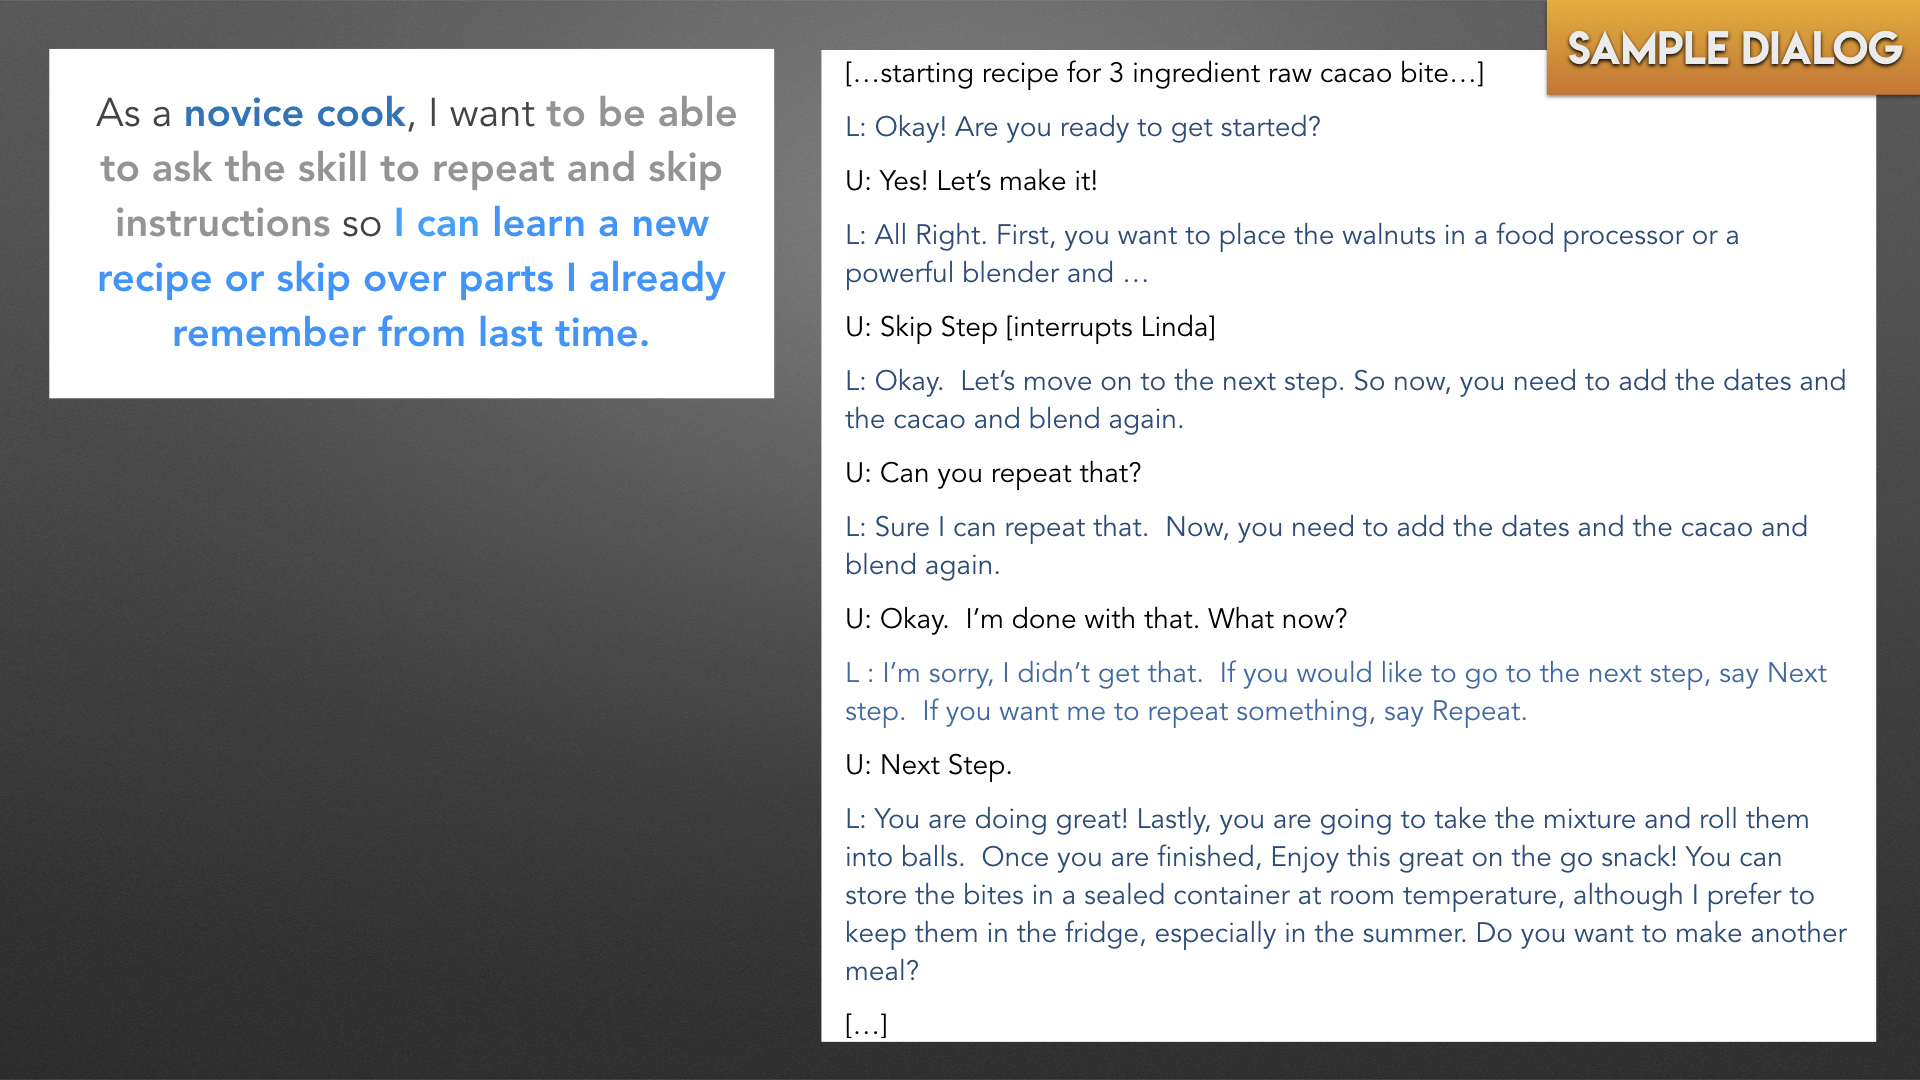 SAMPLE DIALOG
As a novice cook, I want to be able
to ask the skill to repeat and skip
instructions so I can learn a new
recipe or skip over parts I already
remember from last time.
[…starting recipe for 3 ingredient raw cacao bite…]
L: Okay! Are you ready to get started?
U: Yes! Let’s make it!
L: All Right. First, you want to place the walnuts in a food processor or a
powerful blender and …
U: Skip Step [interrupts Linda]
L: Okay.  Let’s move on to the next step. So now, you need to add the dates and
the cacao and blend again.
U: Can you repeat that?
L: Sure I can repeat that.  Now, you need to add the dates and the cacao and
blend again.
U: Okay.  I’m done with that. What now?
L : I’m sorry, I didn’t get that.  If you would like to go to the next step, say Next
step.  If you want me to repeat something, say Repeat.
U: Next Step.
L: You are doing great! Lastly, you are going to take the mixture and roll them
into balls.  Once you are finished, Enjoy this great on the go snack! You can
store the bites in a sealed container at room temperature, although I prefer to
keep them in the fridge, especially in the summer. Do you want to make another
meal?
[…]